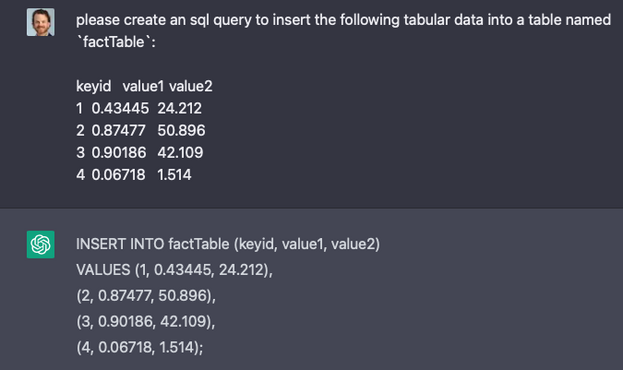 please create an sql query to insert the following tabular data into a table named
`factTable`:
keyid value1 value2
1 0.43445 24.212
2 0.87477 50.896
3 0.90186 42.109
4 0.06718 1.514
INSERT INTO factTable (keyid, value1, value2)
VALUES (1, 0.43445, 24.212),
(2, 0.87477, 50.896),
(3, 0.90186, 42.109),
(4, 0.06718, 1.514);